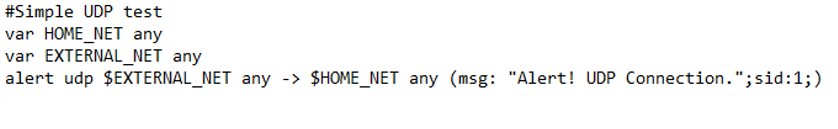 #Simple UDP test
var HOME_NET any
var EXTERNAL_NET any
alert udp $EXTERNAL_NET any -> $HOME_NET any (msg: "Alert! UDP Connection.";sid:1;)